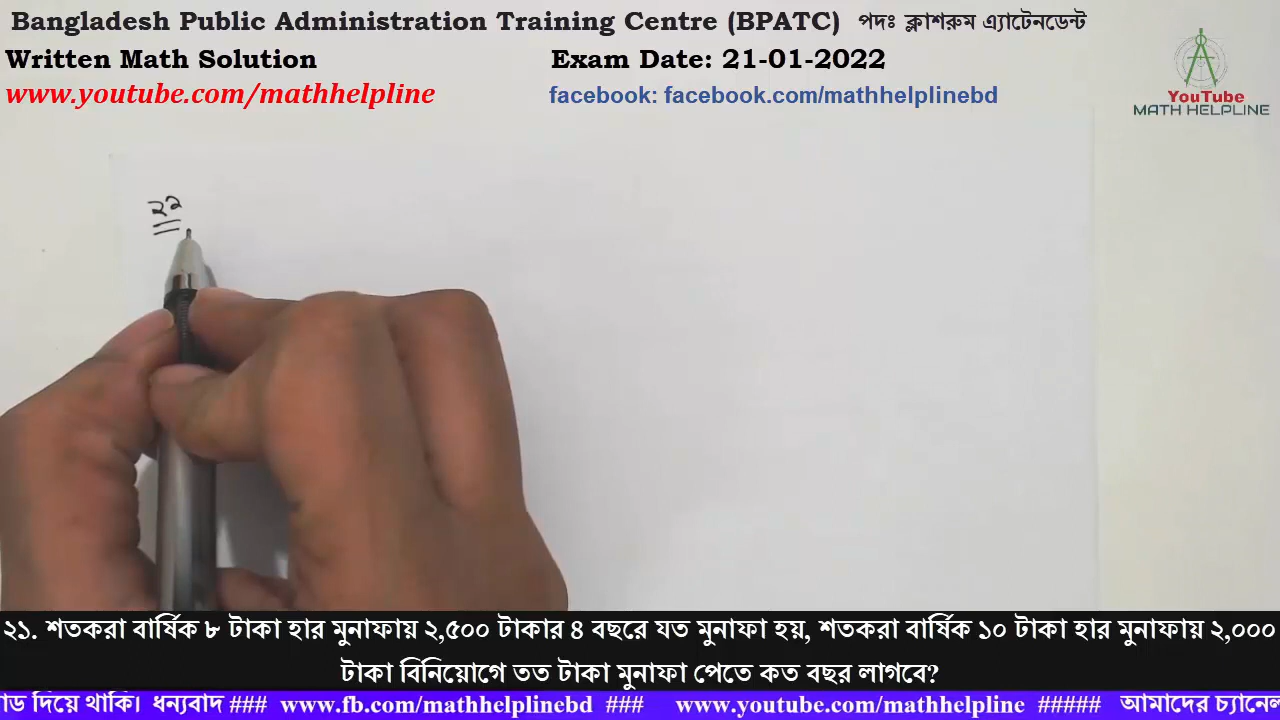 Bangladesh Public Administration Training Centre (BPATC) পদঃ ক্লাশরুম এ্যাটেনডেন্ট
Written Math Solution Exam Date: 21-01-2022
www.youtube.com/mathhelpline facebook: facebook.com/mathhelplinebd
YouTube
MATH HELPLINE
২১. শতকরা বার্ষিক ৮ টাকা হার মুনাফায় ২,৫০০ টাকার ৪ বছরে যত মুনাফা হয়, শতকরা বার্ষিক ১০ টাকা হার মুনাফায় ২,০০০
টাকা বিনিয়োগে তত টাকা মুনাফা পেতে কত বছর লাগবে?
দিয়ে থাকি। ধন্যবাদ ### www.fb.com/mathhelplinebd ### www.youtube.com/mathhelpline ##### আমাদের চ্যানেল